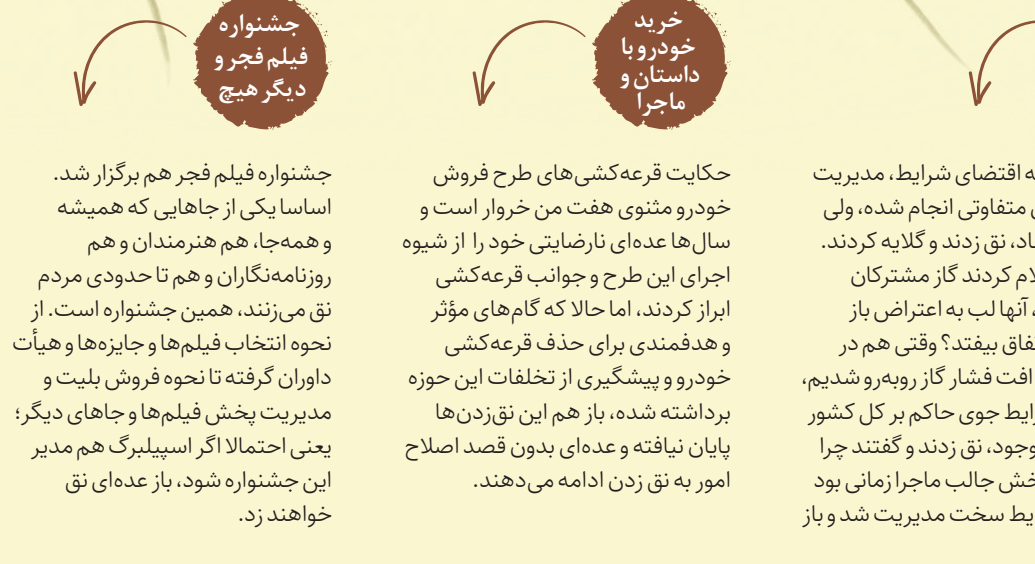 ه اقتضای شرایط، مدیریت
متفاوتی انجام شده، ولی
نق زدند و گلایه کردند.
کردند گاز مشترکان
آنها لب به اعتراض باز
بیفتد؟ وقتی هم در
افت فشار گاز روبه‌رو شدیم،
جوی حاکم بر کل کشور
نق زدند و گفتند چرا
جالب ماجرا زمانی بود
سخت مدیریت شد و باز
خرید
خودرو با
داستان و
ماجرا
حکایت قرعه‌کشی‌های طرح فروش
خودرو مثنوی هفت من خروار است و
سال‌ها عده‌ای نارضایتی خود را از شیوه
اجرای این طرح و جوانب قرعه‌کشی
ابراز کردند، اما حالا که گام‌های مؤثر
و هدفمندی برای حذف قرعه‌کشی
خودرو و پیشگیری از تخلفات این حوزه
برداشته شده، باز هم این نق‌زدن‌ها
پایان نیافته و عده‌ای بدون قصد اصلاح
امور به نق زدن ادامه می‌دهند.
جشنواره
فیلم فجر و
دیگر هیچ
جشنواره فیلم فجر هم برگزار شد.
اساسا یکی از جاهایی که همیشه
و همه‌جا، هم هنرمندان و هم
روزنامه‌نگاران و هم تا حدودی مردم
نق می‌زنند، همین جشنواره است. از
نحوه انتخاب فیلم‌ها و جایزه‌ها و هیأت
داوران گرفته تا نحوه فروش بلیت و
مدیریت پخش فیلم‌ها و جاهای دیگر؛
یعنی احتمالا اگر اسپیلبرگ هم مدیر
این جشنواره شود، باز عده‌ای نق
خواهند زد.